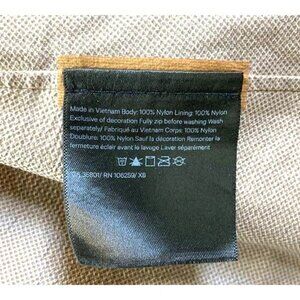 Made in Vietnam Body: 100% Nylon Lining: 100% Nylon
Exclusive of decoration Fully zip before washing Wash
separately/ Fabriqué au Vietnam Corps: 100% Nylon
Doublure: 100% Nylon Sauf la décoration Remonter la
fermeture éclair avant le lavage Laver séparément
RN 106259/ XB